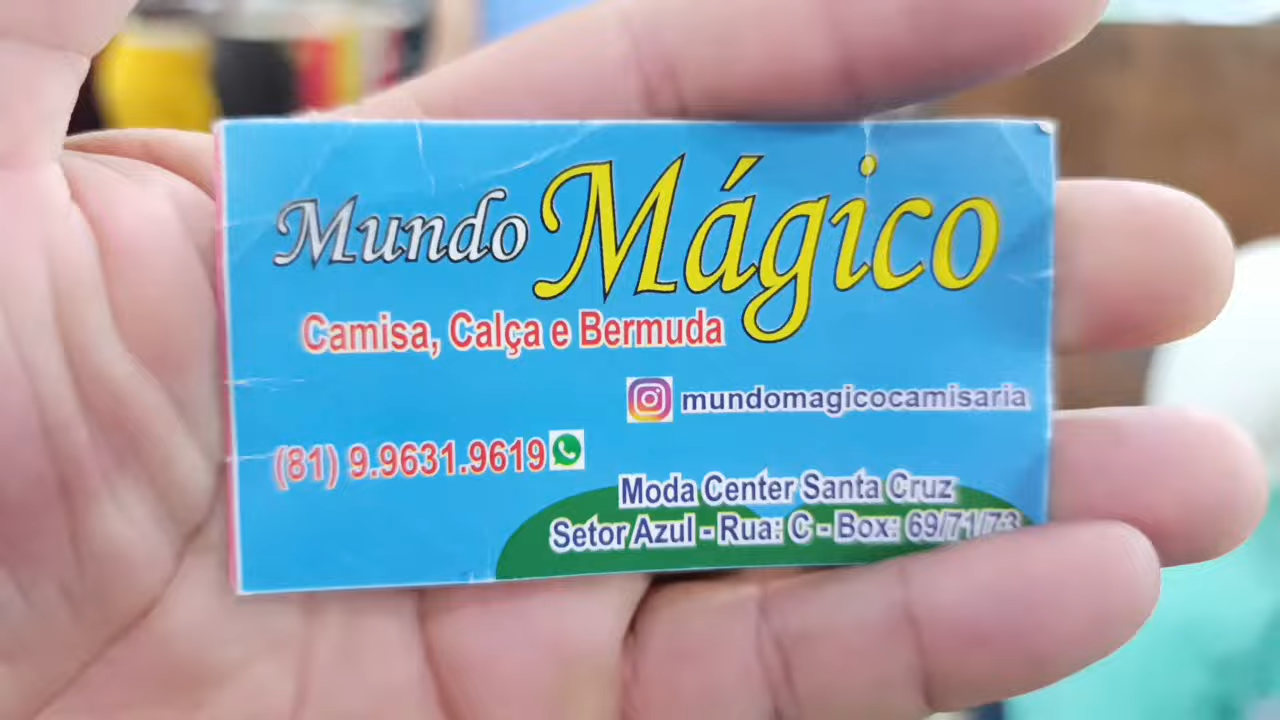 Mundo Mágico
Camisa, Calça e Bermuda
mundomagicocamisaria
(81) 9.9631.9619
Moda Center Santa Cruz
Setor Azul - Rua: C - Box: 69/71/73